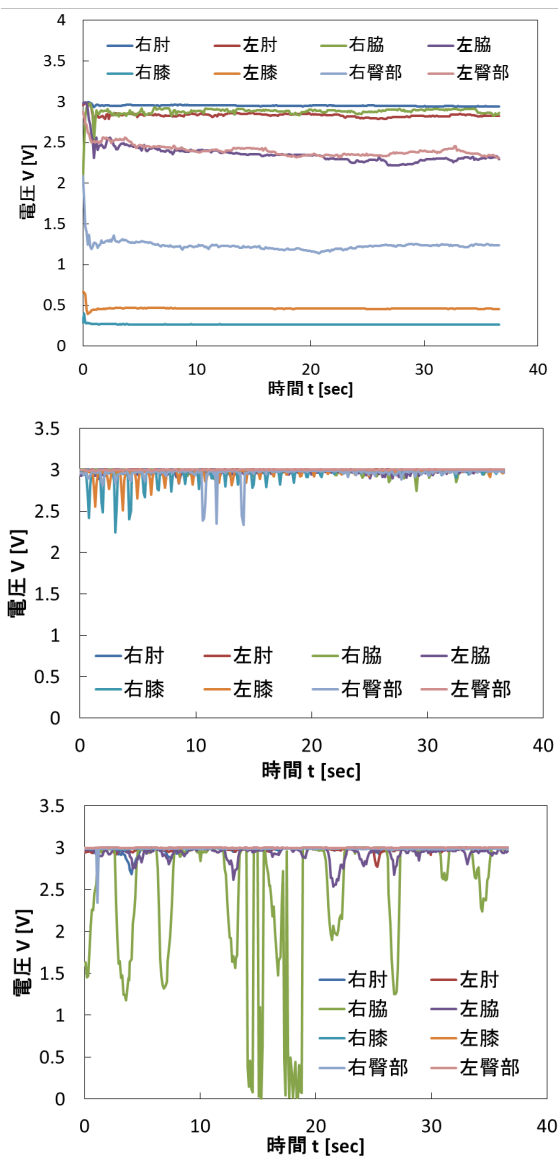 4
右肘 左肘 右脇 左脇
右膝 左膝 右臀部 左臀部
3.5
3
2.5
2
1.5
1
0.5
0
電圧 V [V]
0 10 20 30 40
時間 t [sec]
3.5
3
2.5
2
1.5
1
0.5
0
電圧 V [V]
右肘 左肘 右脇 左脇
右膝 左膝 右臀部 左臀部
0 10 20 30 40
時間 t [sec]
3.5
3
2.5
2
1.5
1
0.5
0
電圧 V [V]
右肘 左肘
右脇 左脇
右膝 左膝
右臀部 左臀部
0 10 20 30 40
時間 t [sec]